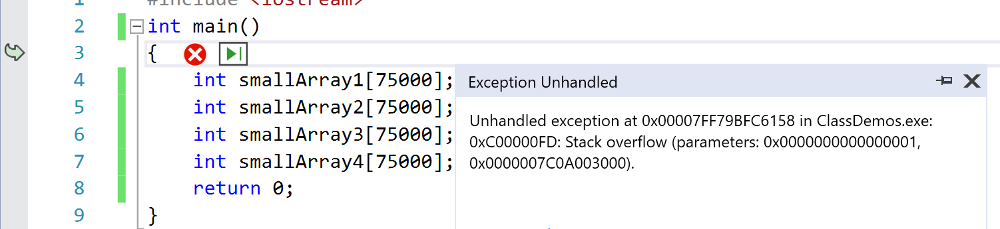 1 #include <iostream>
2 int main()
3 {
4 int smallArray1[75000];
5 int smallArray2[75000];
6 int smallArray3[75000];
7 int smallArray4[75000];
8 return 0;
9 }
Exception Unhandled
Unhandled exception at 0x00007FF79BFC6158 in ClassDemos.exe:
0xC00000FD: Stack overflow (parameters: 0x0000000000000001,
0x0000007C0A003000).